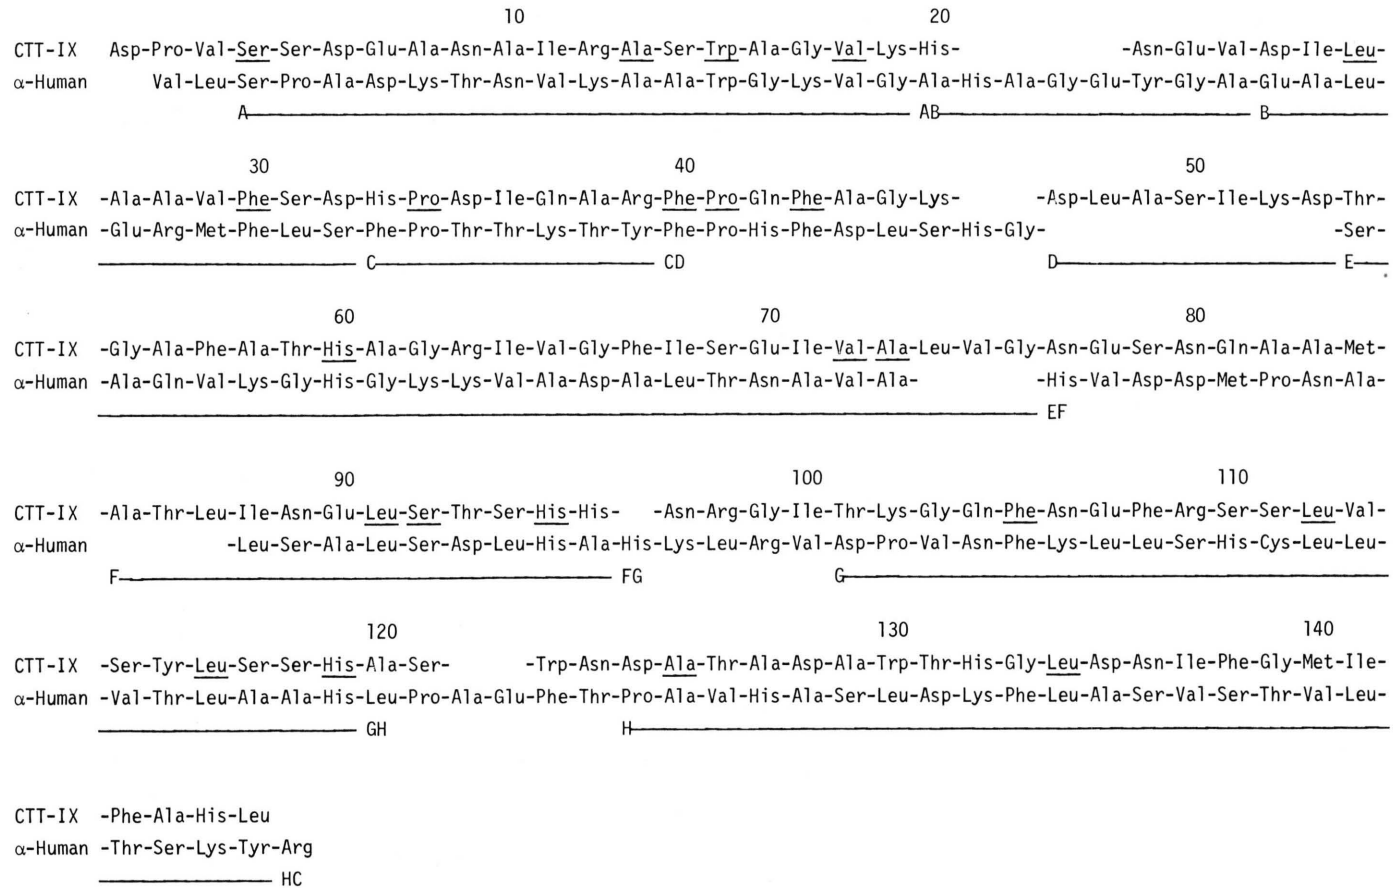 10 20
CTT-IX Asp-Pro-Val-Ser-Ser-Asp-Glu-Ala-Asn-Ala-Ile-Arg-Ala-Ser-Trp-Ala-Gly-Val-Lys-His- -Asn-Glu-Val-Asp-Ile-Leu-
α-Human Val-Leu-Ser-Pro-Ala-Asp-Lys-Thr-Asn-Val-Lys-Ala-Ala-Trp-Gly-Lys-Val-Gly-Ala-His-Ala-Gly-Glu-Tyr-Gly-Ala-Glu-Ala-Leu-
A AB B
30 40 50
CTT-IX -Ala-Ala-Val-Phe-Ser-Asp-His-Pro-Asp-Ile-Gln-Ala-Arg-Phe-Pro-Gln-Phe-Ala-Gly-Lys- -Asp-Leu-Ala-Ser-Ile-Lys-Asp-Thr-
α-Human -Glu-Arg-Met-Phe-Leu-Ser-Phe-Pro-Thr-Thr-Lys-Thr-Tyr-Phe-Pro-His-Phe-Asp-Leu-Ser-His-Gly- -Ser-
C CD D E
60 70 80
CTT-IX -Gly-Ala-Phe-Ala-Thr-His-Ala-Gly-Arg-Ile-Val-Gly-Phe-Ile-Ser-Glu-Ile-Val-Ala-Leu-Val-Gly-Asn-Glu-Ser-Asn-Gln-Ala-Ala-Met-
α-Human -Ala-Gln-Val-Lys-Gly-His-Gly-Lys-Lys-Val-Ala-Asp-Ala-Leu-Thr-Asn-Ala-Val-Ala- -His-Val-Asp-Asp-Met-Pro-Asn-Ala-
EF
90 100 110
CTT-IX -Ala-Thr-Leu-Ile-Asn-Glu-Leu-Ser-Thr-Ser-His-His- -Asn-Arg-Gly-Ile-Thr-Lys-Gly-Gln-Phe-Asn-Glu-Phe-Arg-Ser-Ser-Leu-Val-
α-Human -Leu-Ser-Ala-Leu-Ser-Asp-Leu-His-Ala-His-Lys-Leu-Arg-Val-Asp-Pro-Val-Asn-Phe-Lys-Leu-Leu-Ser-His-Cys-Leu-Leu-
F FG G
120 130 140
CTT-IX -Ser-Tyr-Leu-Ser-Ser-His-Ala-Ser- -Trp-Asn-Asp-Ala-Thr-Ala-Asp-Ala-Trp-Thr-His-Gly-Leu-Asp-Asn-Ile-Phe-Gly-Met-Ile-
α-Human -Val-Thr-Leu-Ala-Ala-His-Leu-Pro-Ala-Glu-Phe-Thr-Pro-Ala-Val-His-Ala-Ser-Leu-Asp-Lys-Phe-Leu-Ala-Ser-Val-Ser-Thr-Val-Leu-
GH H
CTT-IX -Phe-Ala-His-Leu
α-Human -Thr-Ser-Lys-Tyr-Arg
HC